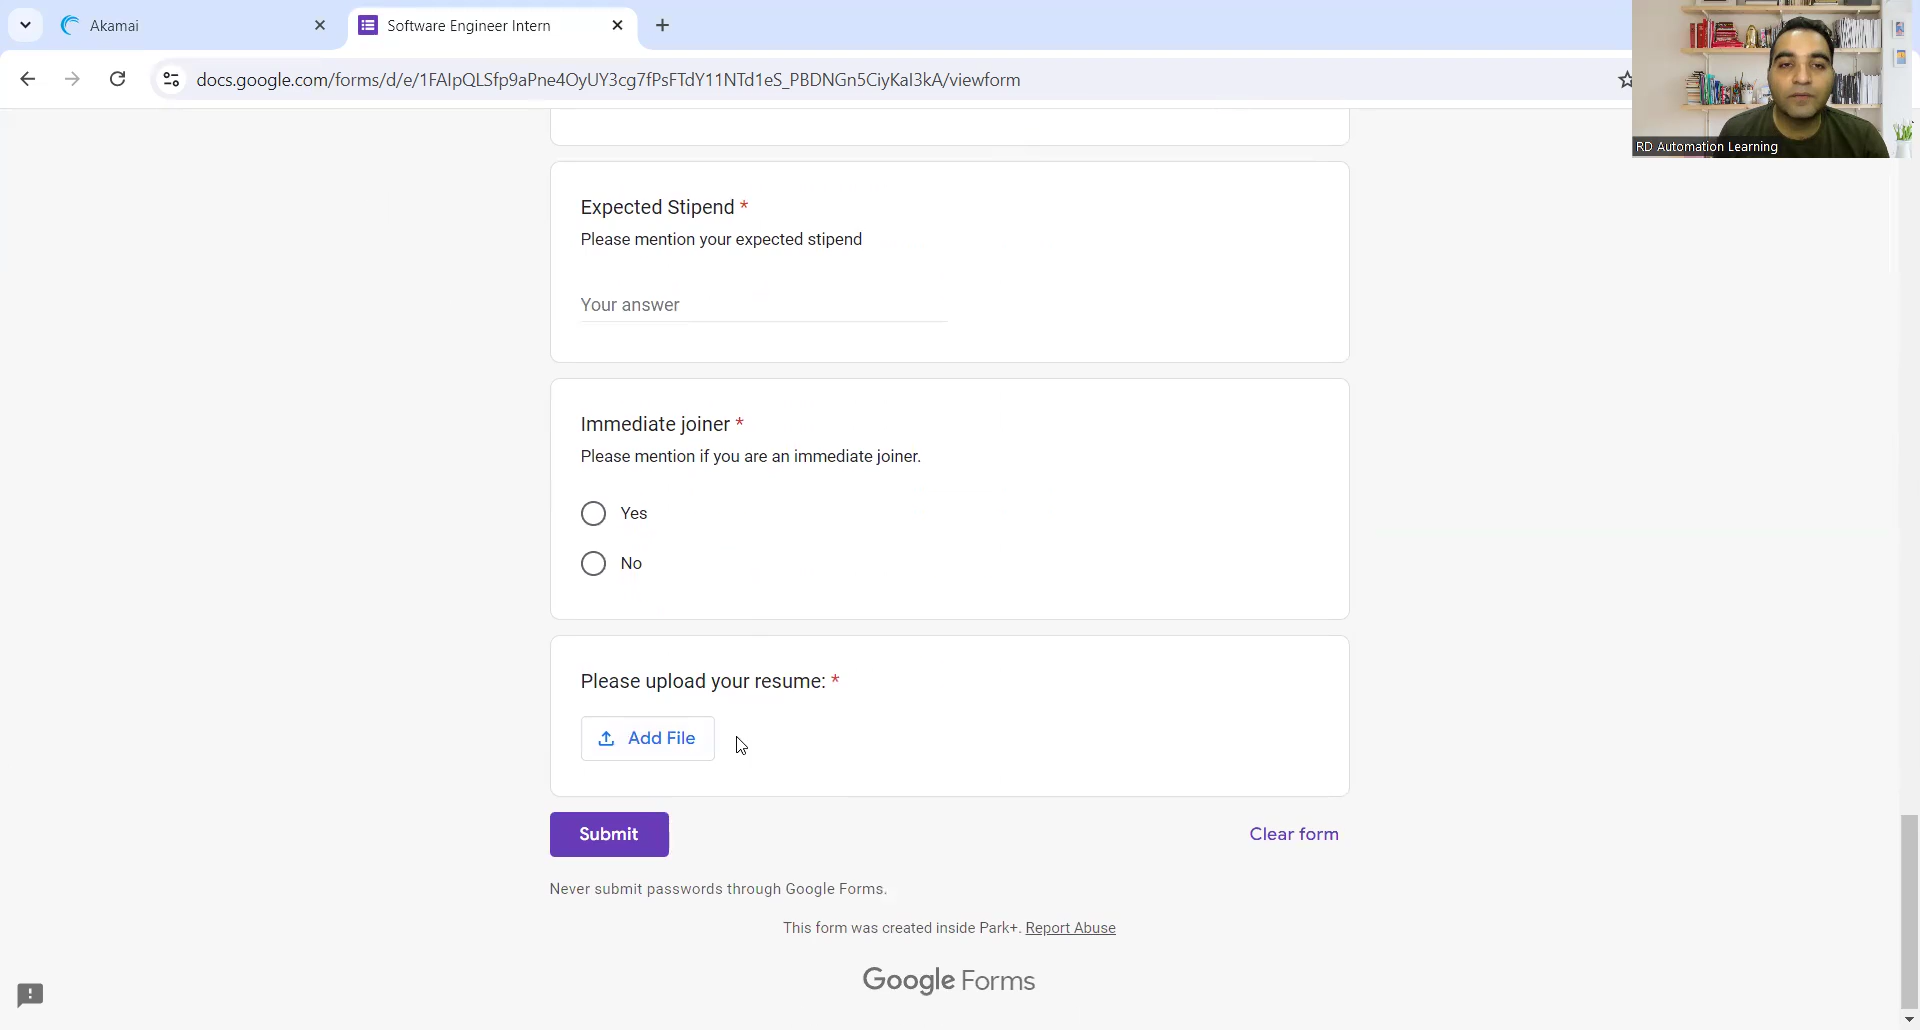 Akamai
Software Engineer Intern
docs.google.com/forms/d/e/1FAIpQLSfp9aPne4OyUY3cg7fPsFTdY11NTd1eS_PBDNGn5CiyKaI3kA/viewform
RD Automation Learning
Expected Stipend *
Please mention your expected stipend
Your answer
Immediate joiner *
Please mention if you are an immediate joiner.
Yes
No
Please upload your resume: *
Add File
Submit
Clear form
Never submit passwords through Google Forms.
This form was created inside Park+. Report Abuse
Google Forms